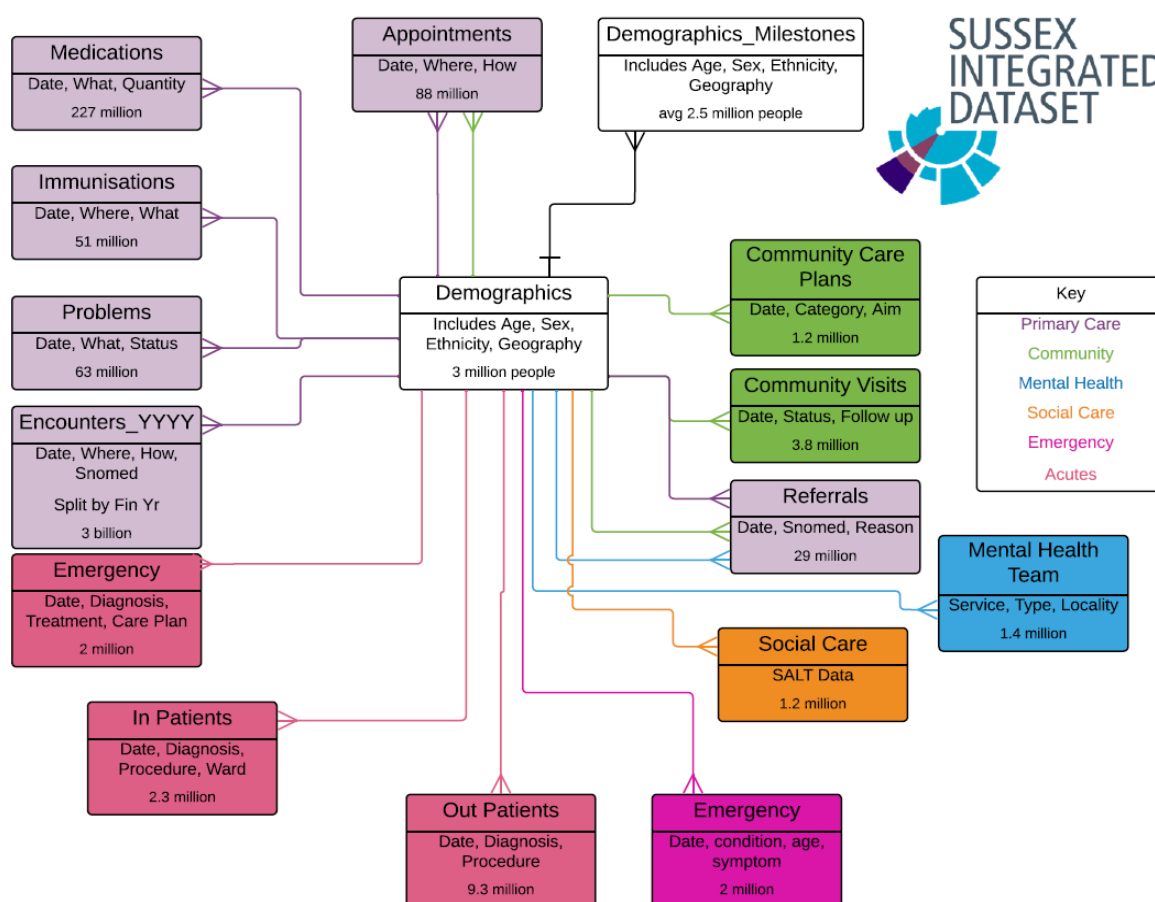 Medications
Date, What, Quantity
227 million
Appointments
Date, Where, How
88 million
Demographics_Milestones
Includes Age, Sex, Ethnicity,
Geography
avg 2.5 million people
SUSSEX
INTEGRATED
DATASET
Immunisations
Date, Where, What
51 million
Problems
Date, What, Status
63 million
Encounters_YYYY
Date, Where, How,
Snomed
Split by Fin Yr
3 billion
Demographics
Includes Age, Sex,
Ethnicity, Geography
3 million people
Community Care
Plans
Date, Category, Aim
1.2 million
Community Visits
Date, Status, Follow up
3.8 million
Referrals
Date, Snomed, Reason
29 million
Key
Primary Care
Community
Mental Health
Social Care
Emergency
Acutes
Emergency
Date, Diagnosis,
Treatment, Care Plan
2 million
Mental Health
Team
Service, Type, Locality
1.4 million
Social Care
SALT Data
1.2 million
In Patients
Date, Diagnosis,
Procedure, Ward
2.3 million
Out Patients
Date, Diagnosis,
Procedure
9.3 million
Emergency
Date, condition, age,
symptom
2 million